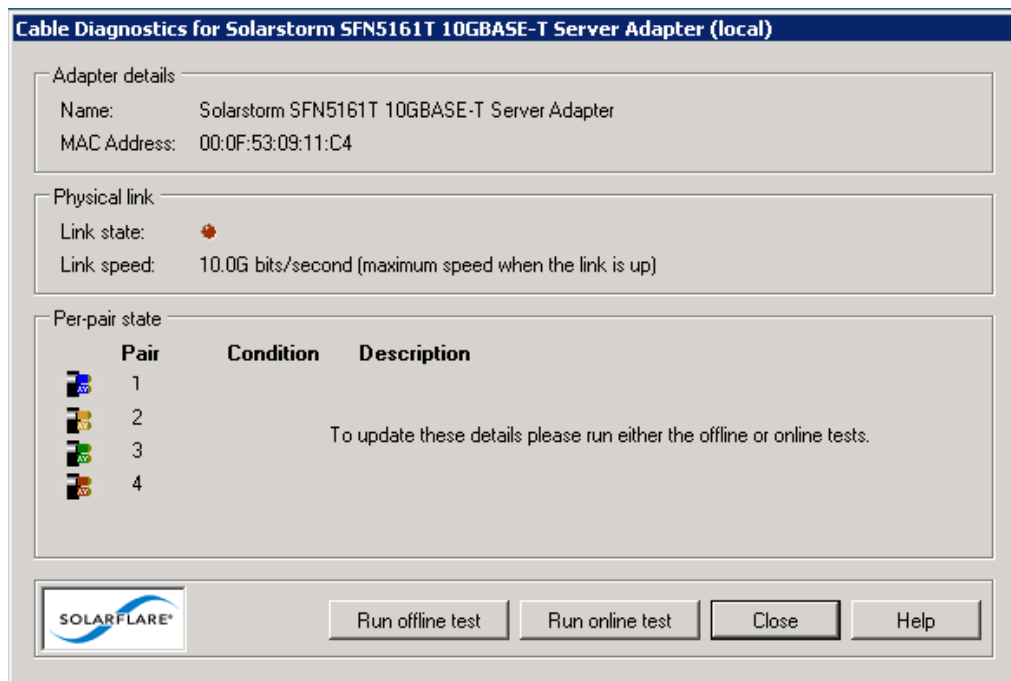 Cable Diagnostics for Solarstorm SFN5161T 10GBASE-T Server Adapter (local)
Adapter details
Name: Solarstorm SFN5161T 10GBASE-T Server Adapter
MAC Address: 00:0F:53:09:11:C4
Physical link
Link state:
Link speed: 10.0G bits/second (maximum speed when the link is up)
Per-pair state
Pair Condition Description
1
2
To update these details please run either the offline or online tests.
3
4
SOLARFLARE®
Run offline test Run online test Close Help